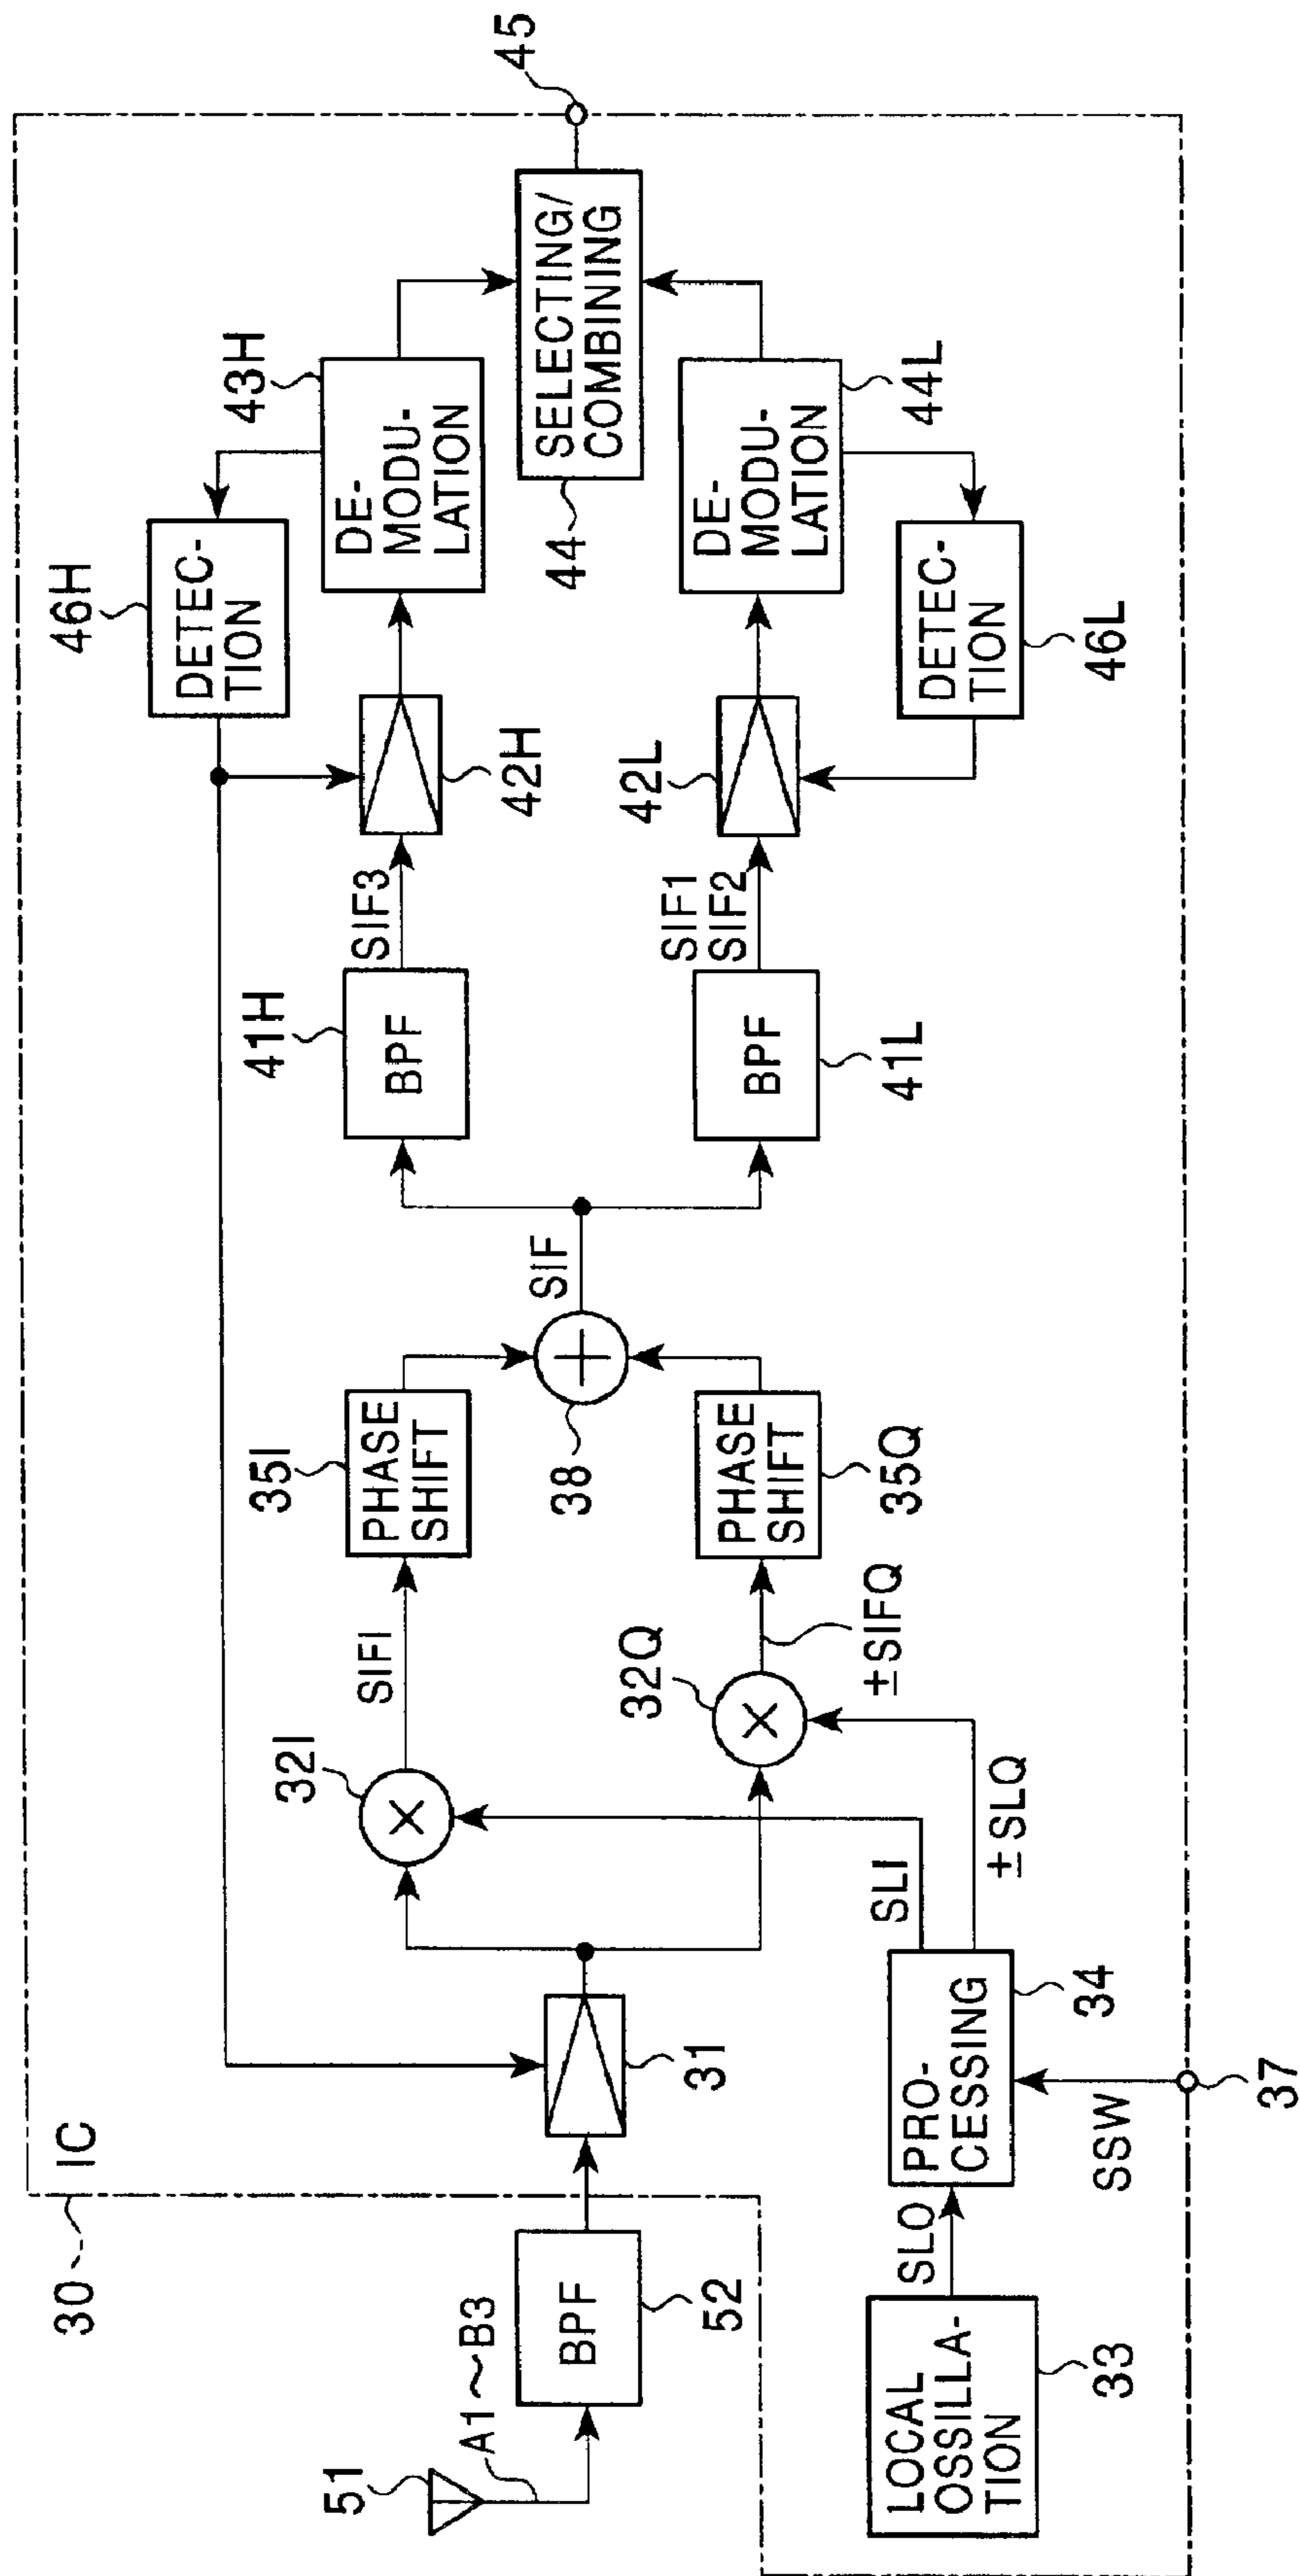 30
IC
51
A1~B3
BPF
52
31
LOCAL
OSSILLA-
TION
33
SLO
PRO-
CESSING
34
SSW
37
SLI
±SLQ
32I
SIFI
32Q
±SIFQ
35I
PHASE
SHIFT
PHASE
SHIFT
35Q
38
SIF
41H
BPF
SIF3
BPF
41L
SIF1
SIF2
42H
42L
46H
DETEC-
TION
43H
DE-
MODU-
LATION
DE-
MODU-
LATION
44L
DETEC-
TION
46L
SELECTING/
COMBINING
44
45